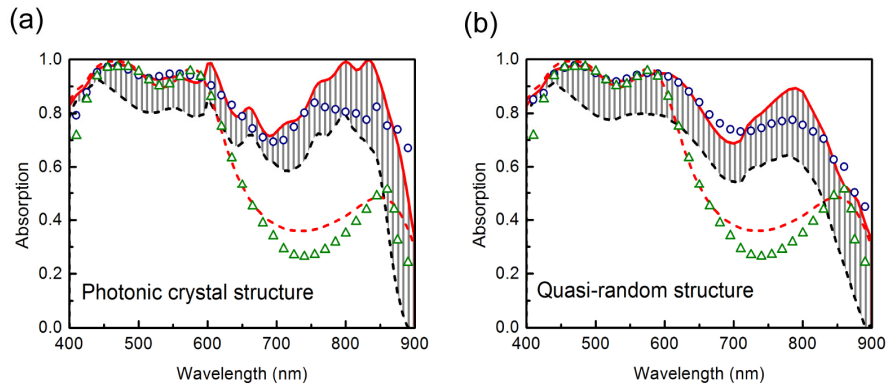 (a)
1.0
0.8
0.6
0.4
0.2
0.0
Absorption
Photonic crystal structure
400 500 600 700 800 900
Wavelength (nm)
(b)
1.0
0.8
0.6
0.4
0.2
0.0
Absorption
Quasi-random structure
400 500 600 700 800 900
Wavelength (nm)